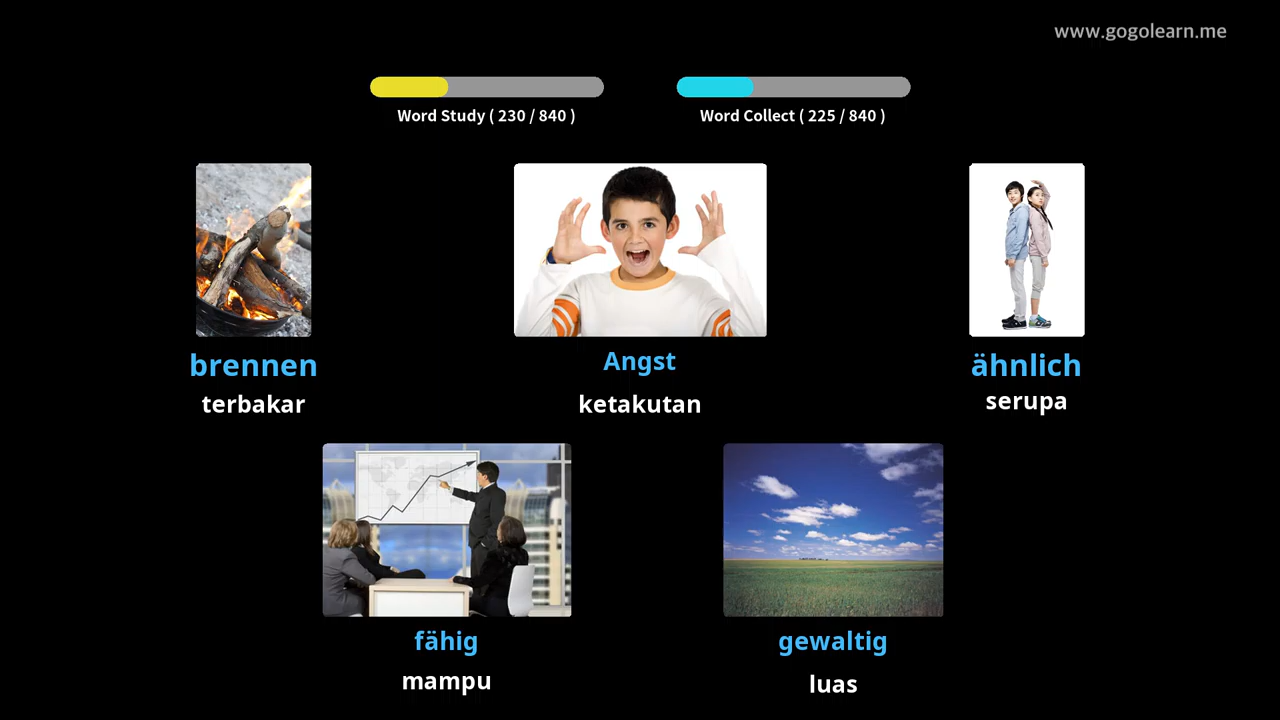 www.gogolearn.me
Word Study ( 230 / 840 )
Word Collect ( 225 / 840 )
brennen
terbakar
Angst
ketakutan
ähnlich
serupa
fähig
mampu
gewaltig
luas